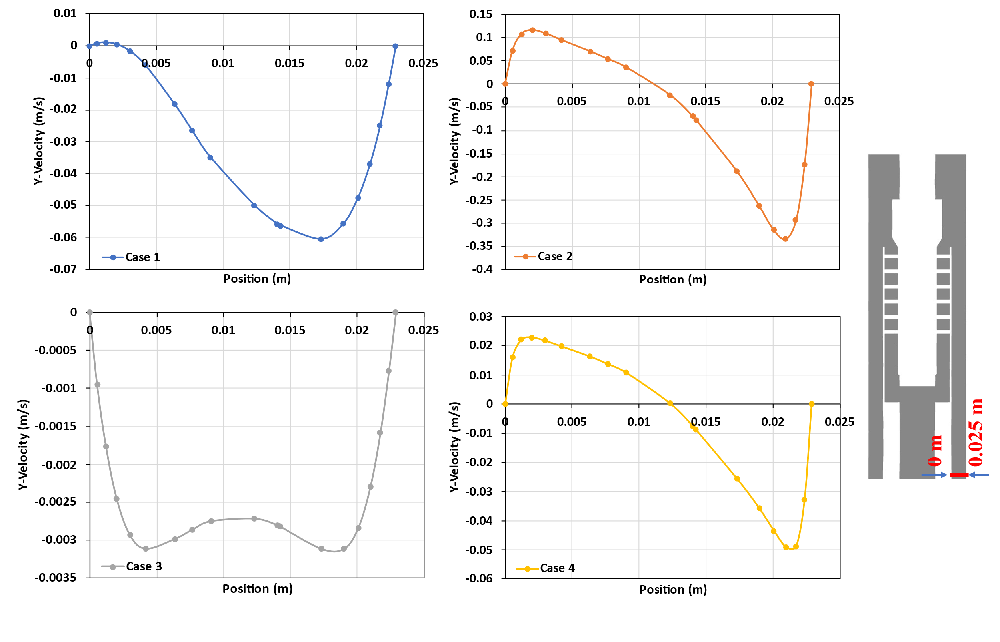 0.01
0
-0.01
-0.02
-0.03
-0.04
-0.05
-0.06
-0.07
0 0.005 0.01 0.015 0.02 0.025
Y-Velocity (m/s)
Position (m)
Case 1
0.15
0.1
0.05
0
-0.05
-0.1
-0.15
-0.2
-0.25
-0.3
-0.35
-0.4
0 0.005 0.01 0.015 0.02 0.025
Y-Velocity (m/s)
Position (m)
Case 2
0
-0.0005
-0.001
-0.0015
-0.002
-0.0025
-0.003
-0.0035
0 0.005 0.01 0.015 0.02 0.025
Y-Velocity (m/s)
Position (m)
Case 3
0.03
0.02
0.01
0
-0.01
-0.02
-0.03
-0.04
-0.05
-0.06
0 0.005 0.01 0.015 0.02 0.025
Y-Velocity (m/s)
Position (m)
Case 4
0 m
0.025 m